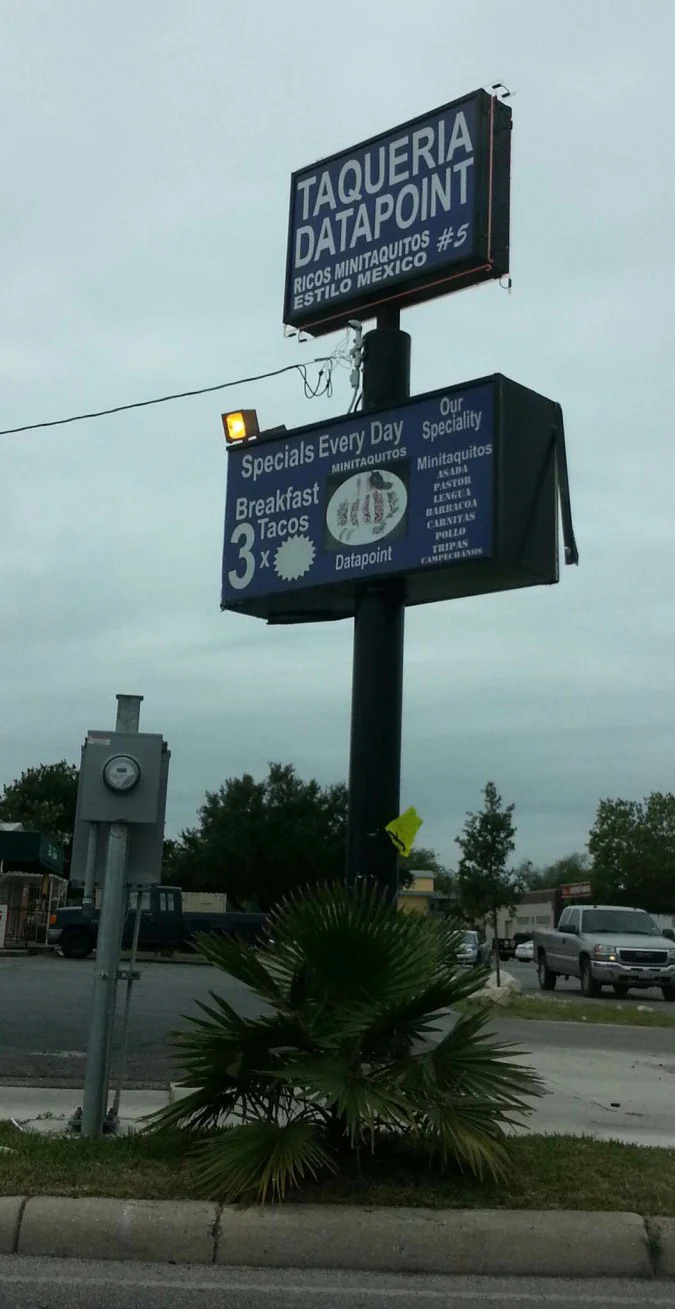 TAQUERIA
DATAPOINT
RICOS MINITAQUITOS #5
ESTILO MEXICO
Specials Every Day
MINITAQUITOS
Breakfast
Tacos
3 x
Datapoint
Our
Speciality
Minitaquitos
ASADA
PASTOR
LENGUA
BARBACOA
CARNITAS
POLLO
TRIPAS
CAMPECHANOS